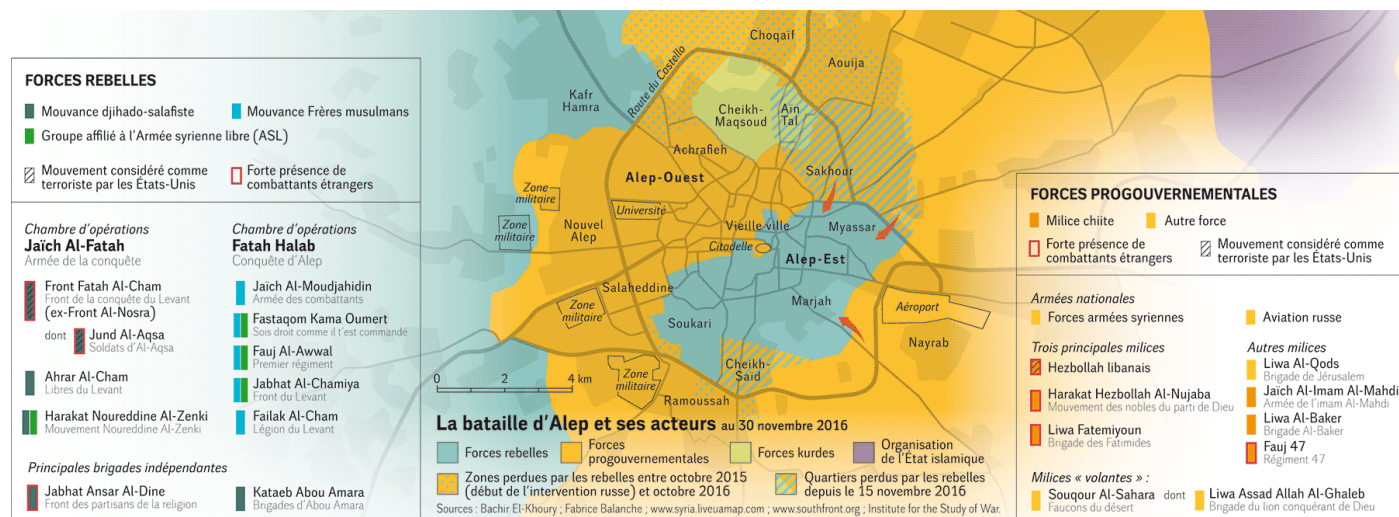 FORCES REBELLES
Mouvance djihado-salafiste
Mouvance Frères musulmans
Groupe affilié à l'Armée syrienne libre (ASL)
Mouvement considéré comme
terroriste par les États-Unis
Forte présence de
combattants étrangers
Chambre d'opérations
Jaïch Al-Fatah
Armée de la conquête
Front Fatah Al-Cham
Front de la conquête du Levant
(ex-Front Al-Nosra)
dont
Jund Al-Aqsa
Soldats d'Al-Aqsa
Ahrar Al-Cham
Libres du Levant
Harakat Noureddine Al-Zenki
Mouvement Noureddine Al-Zenki
Chambre d'opérations
Fatah Halab
Conquête d'Alep
Jaïch Al-Moudjahidin
Armée des combattants
Fastaqom Kama Oumert
Sois droit comme il t'est commandé
Fauj Al-Awwal
Premier régiment
Jabhat Al-Chamiya
Front du Levant
Failak Al-Cham
Légion du Levant
Principales brigades indépendantes
Jabhat Ansar Al-Dine
Front des partisans de la religion
Kataeb Abou Amara
Brigades d'Abou Amara
Choqaïf
Aouija
Route du Castello
Kafr
Hamra
Cheikh-
Maqsoud
Aïn
Tal
Achrafieh
Alep-Ouest
Sakhour
Zone
militaire
Zone
militaire
Université
Nouvel
Alep
Vieille ville
Myassar
Citadelle
Alep-Est
Salaheddine
Zone
militaire
Marjah
Aéroport
Soukari
Nayrab
Cheikh-
Saïd
Zone
militaire
Ramoussah
0 2 4 km
La bataille d'Alep et ses acteurs au 30 novembre 2016
Forces rebelles
Forces
progouvernementales
Forces kurdes
Organisation
de l'État islamique
Zones perdues par les rebelles entre octobre 2015
(début de l'intervention russe) et octobre 2016
Quartiers perdus par les rebelles
depuis le 15 novembre 2016
Sources : Bachir El-Khoury ; Fabrice Balanche ; www.syria.liveuamap.com ; www.southfront.org ; Institute for the Study of War.
FORCES PROGOUVERNEMENTALES
Milice chiite
Autre force
Forte présence de
combattants étrangers
Mouvement considéré comme
terroriste par les États-Unis
Armées nationales
Forces armées syriennes
Aviation russe
Trois principales milices
Hezbollah libanais
Harakat Hezbollah Al-Nujaba
Mouvement des nobles du parti de Dieu
Liwa Fatemiyoun
Brigade des Fatimides
Autres milices
Liwa Al-Qods
Brigade de Jérusalem
Jaïch Al-Imam Al-Mahdi
Armée de l'imam Al-Mahdi
Liwa Al-Baker
Brigade Al-Baker
Fauj 47
Régiment 47
Milices « volantes » :
Souqour Al-Sahara
Faucons du désert
dont
Liwa Assad Allah Al-Ghaleb
Brigade du lion conquérant de Dieu